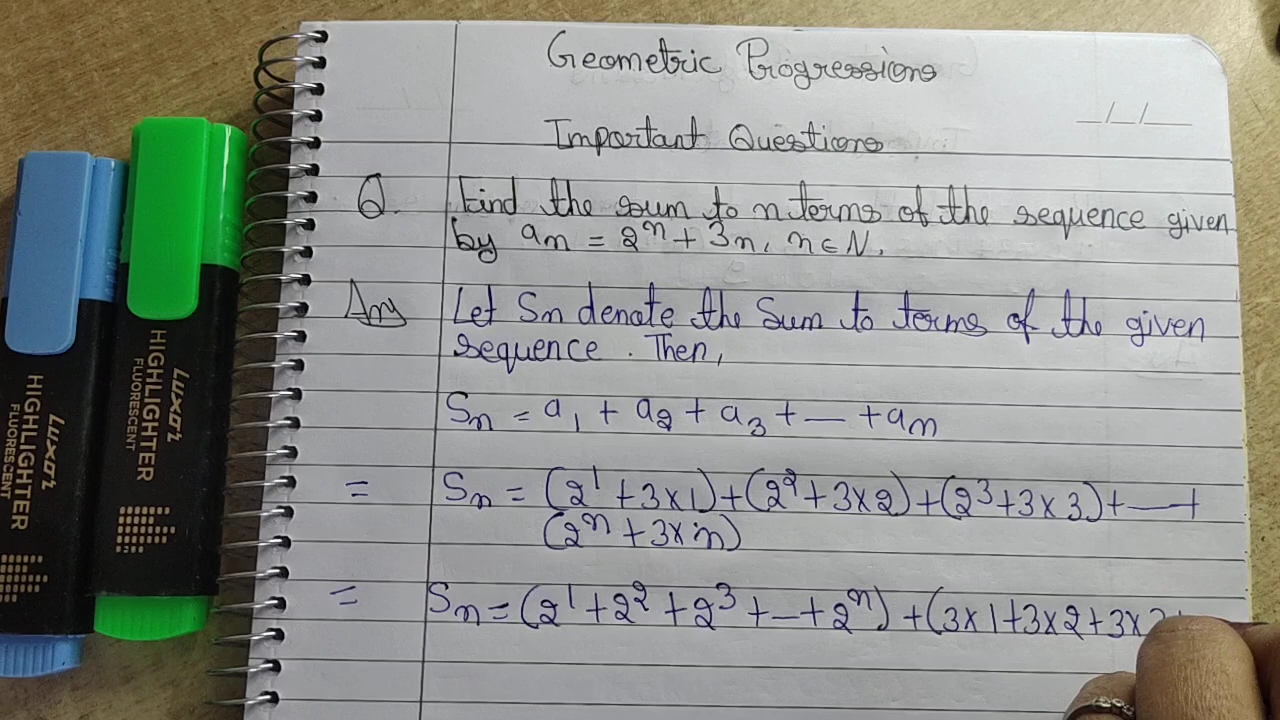 Geometric Progressions
_/_/__
Important Questions
Q. Find the sum to n terms of the sequence given
by aₙ = 2ⁿ + 3n, n ∈ N.
Ans Let Sn denote the Sum to terms of the given
sequence. Then,
Sₙ = a₁ + a₂ + a₃ + — + aₙ
= Sₙ = (2¹ + 3×1) + (2² + 3×2) + (2³ + 3×3) + — +
(2ⁿ + 3×n)
= Sₙ = (2¹ + 2² + 2³ + — + 2ⁿ) + (3×1 + 3×2 + 3×
Luxor
HIGHLIGHTER
FLUORESCENT
Luxor
HIGHLIGHTER
FLUORESCENT